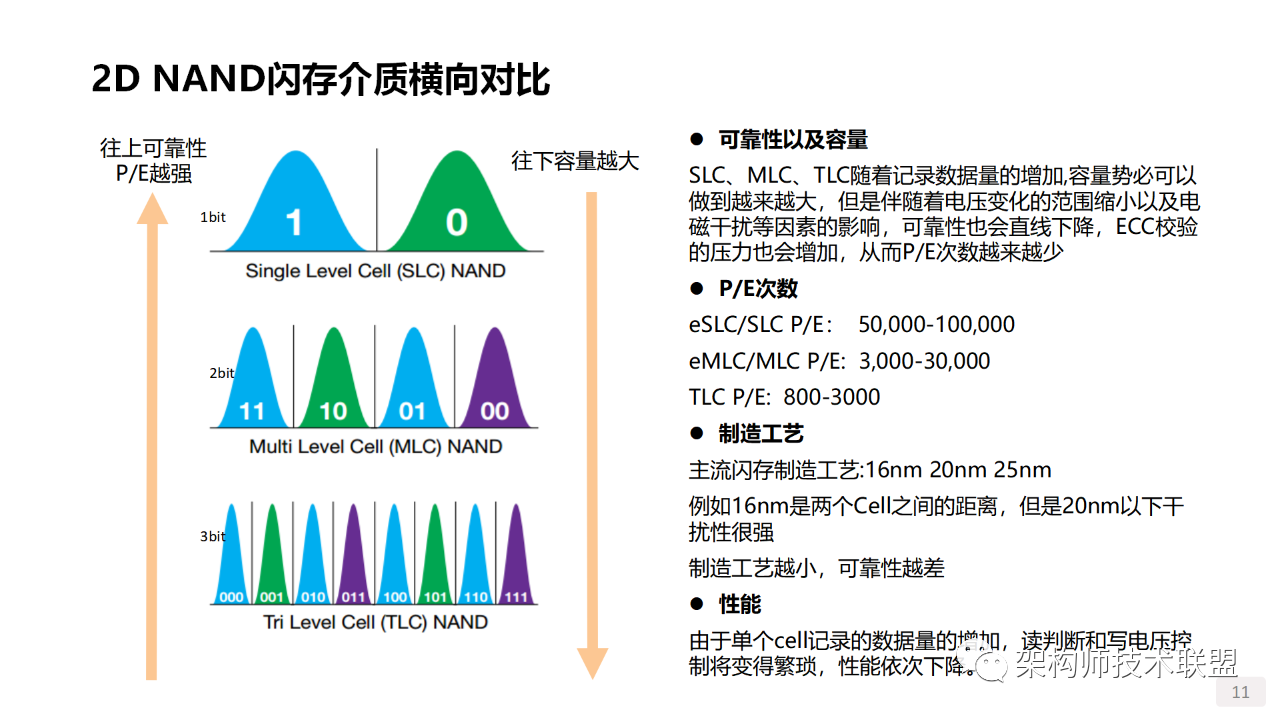 2D NAND闪存介质横向对比
往上可靠性
P/E越强
往下容量越大
1bit
1
0
Single Level Cell (SLC) NAND
2bit
11
10
01
00
Multi Level Cell (MLC) NAND
3bit
000
001
010
011
100
101
110
111
Tri Level Cell (TLC) NAND
● 可靠性以及容量
SLC、MLC、TLC随着记录数据量的增加,容量势必可以
做到越来越大，但是伴随着电压变化的范围缩小以及电
磁干扰等因素的影响，可靠性也会直线下降，ECC校验
的压力也会增加，从而P/E次数越来越少
● P/E次数
eSLC/SLC P/E： 50,000-100,000
eMLC/MLC P/E: 3,000-30,000
TLC P/E: 800-3000
● 制造工艺
主流闪存制造工艺:16nm 20nm 25nm
例如16nm是两个Cell之间的距离，但是20nm以下干
扰性很强
制造工艺越小，可靠性越差
● 性能
由于单个cell记录的数据量的增加，读判断和写电压控
制将变得繁琐，性能依次下降。
架构师技术联盟
11